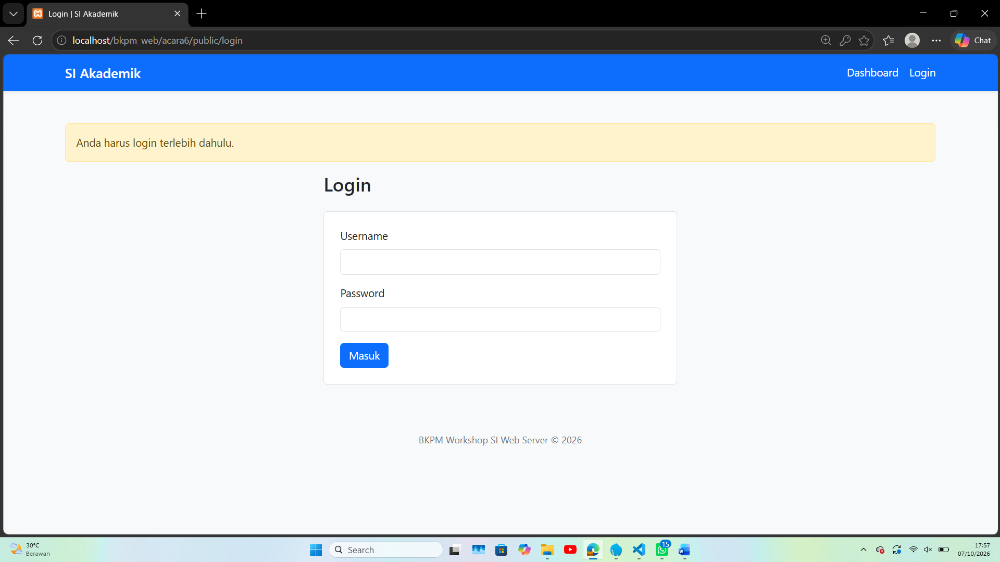 Login | SI Akademik
localhost/bkpm_web/acara6/public/login
Chat
SI Akademik
Dashboard
Login
Anda harus login terlebih dahulu.
Login
Username
Password
Masuk
BKPM Workshop SI Web Server © 2026
30°C
Berawan
Search
15
17:57
07/10/2026